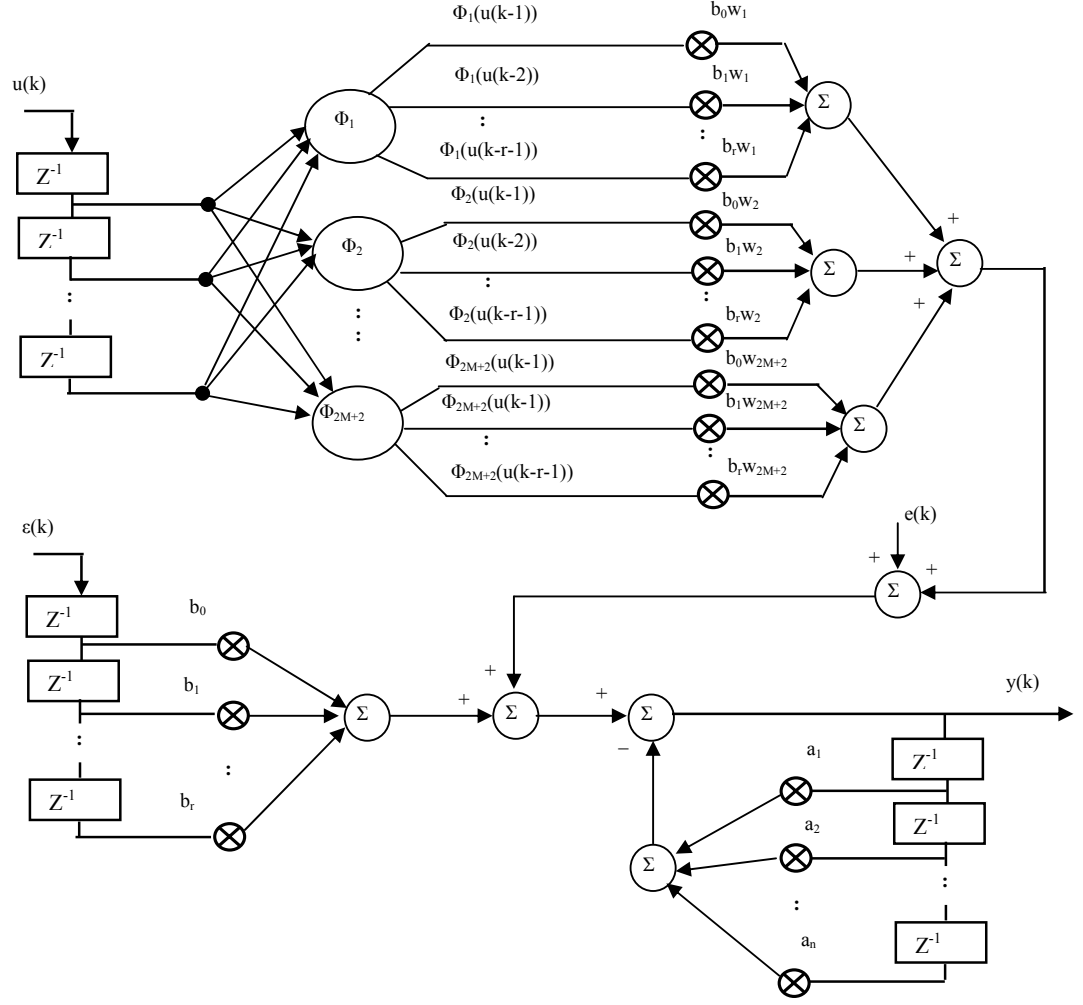 Φ1(u(k-1))
b0w1
u(k)
Φ1(u(k-2))
b1w1
Σ
Φ1
:
:
Z-1
Φ1(u(k-r-1))
brw1
Φ2(u(k-1))
b0w2
+
Z-1
Φ2
Φ2(u(k-2))
b1w2
Σ
+
Σ
:
:
:
+
:
:
Φ2(u(k-r-1))
brw2
Z-1
Φ2M+2(u(k-1))
b0w2M+2
Φ2M+2
Φ2M+2(u(k-1))
b1w2M+2
Σ
:
:
Φ2M+2(u(k-r-1))
brw2M+2
e(k)
ε(k)
+
+
Σ
Z-1
b0
+
Z-1
b1
Σ
+
Σ
+
Σ
y(k)
−
:
:
a1
Z-1
Z-1
br
a2
Z-1
Σ
:
:
an
Z-1